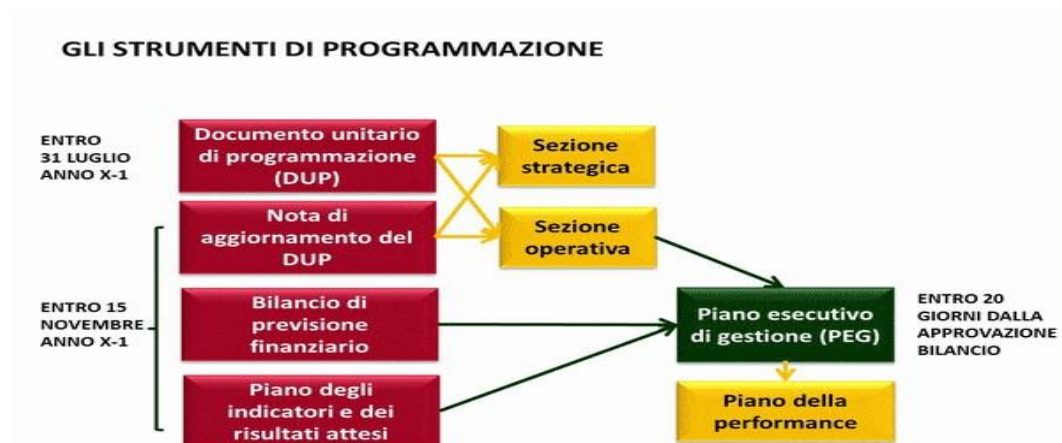 GLI STRUMENTI DI PROGRAMMAZIONE
ENTRO
31 LUGLIO
ANNO X-1
Documento unitario
di programmazione
(DUP)
Sezione
strategica
Nota di
aggiornamento del
DUP
Sezione
operativa
ENTRO 15
NOVEMBRE
ANNO X-1
Bilancio di
previsione
finanziario
Piano esecutivo
di gestione (PEG)
ENTRO 20
GIORNI DALLA
APPROVAZIONE
BILANCIO
Piano degli
indicatori e dei
risultati attesi
Piano della
performance